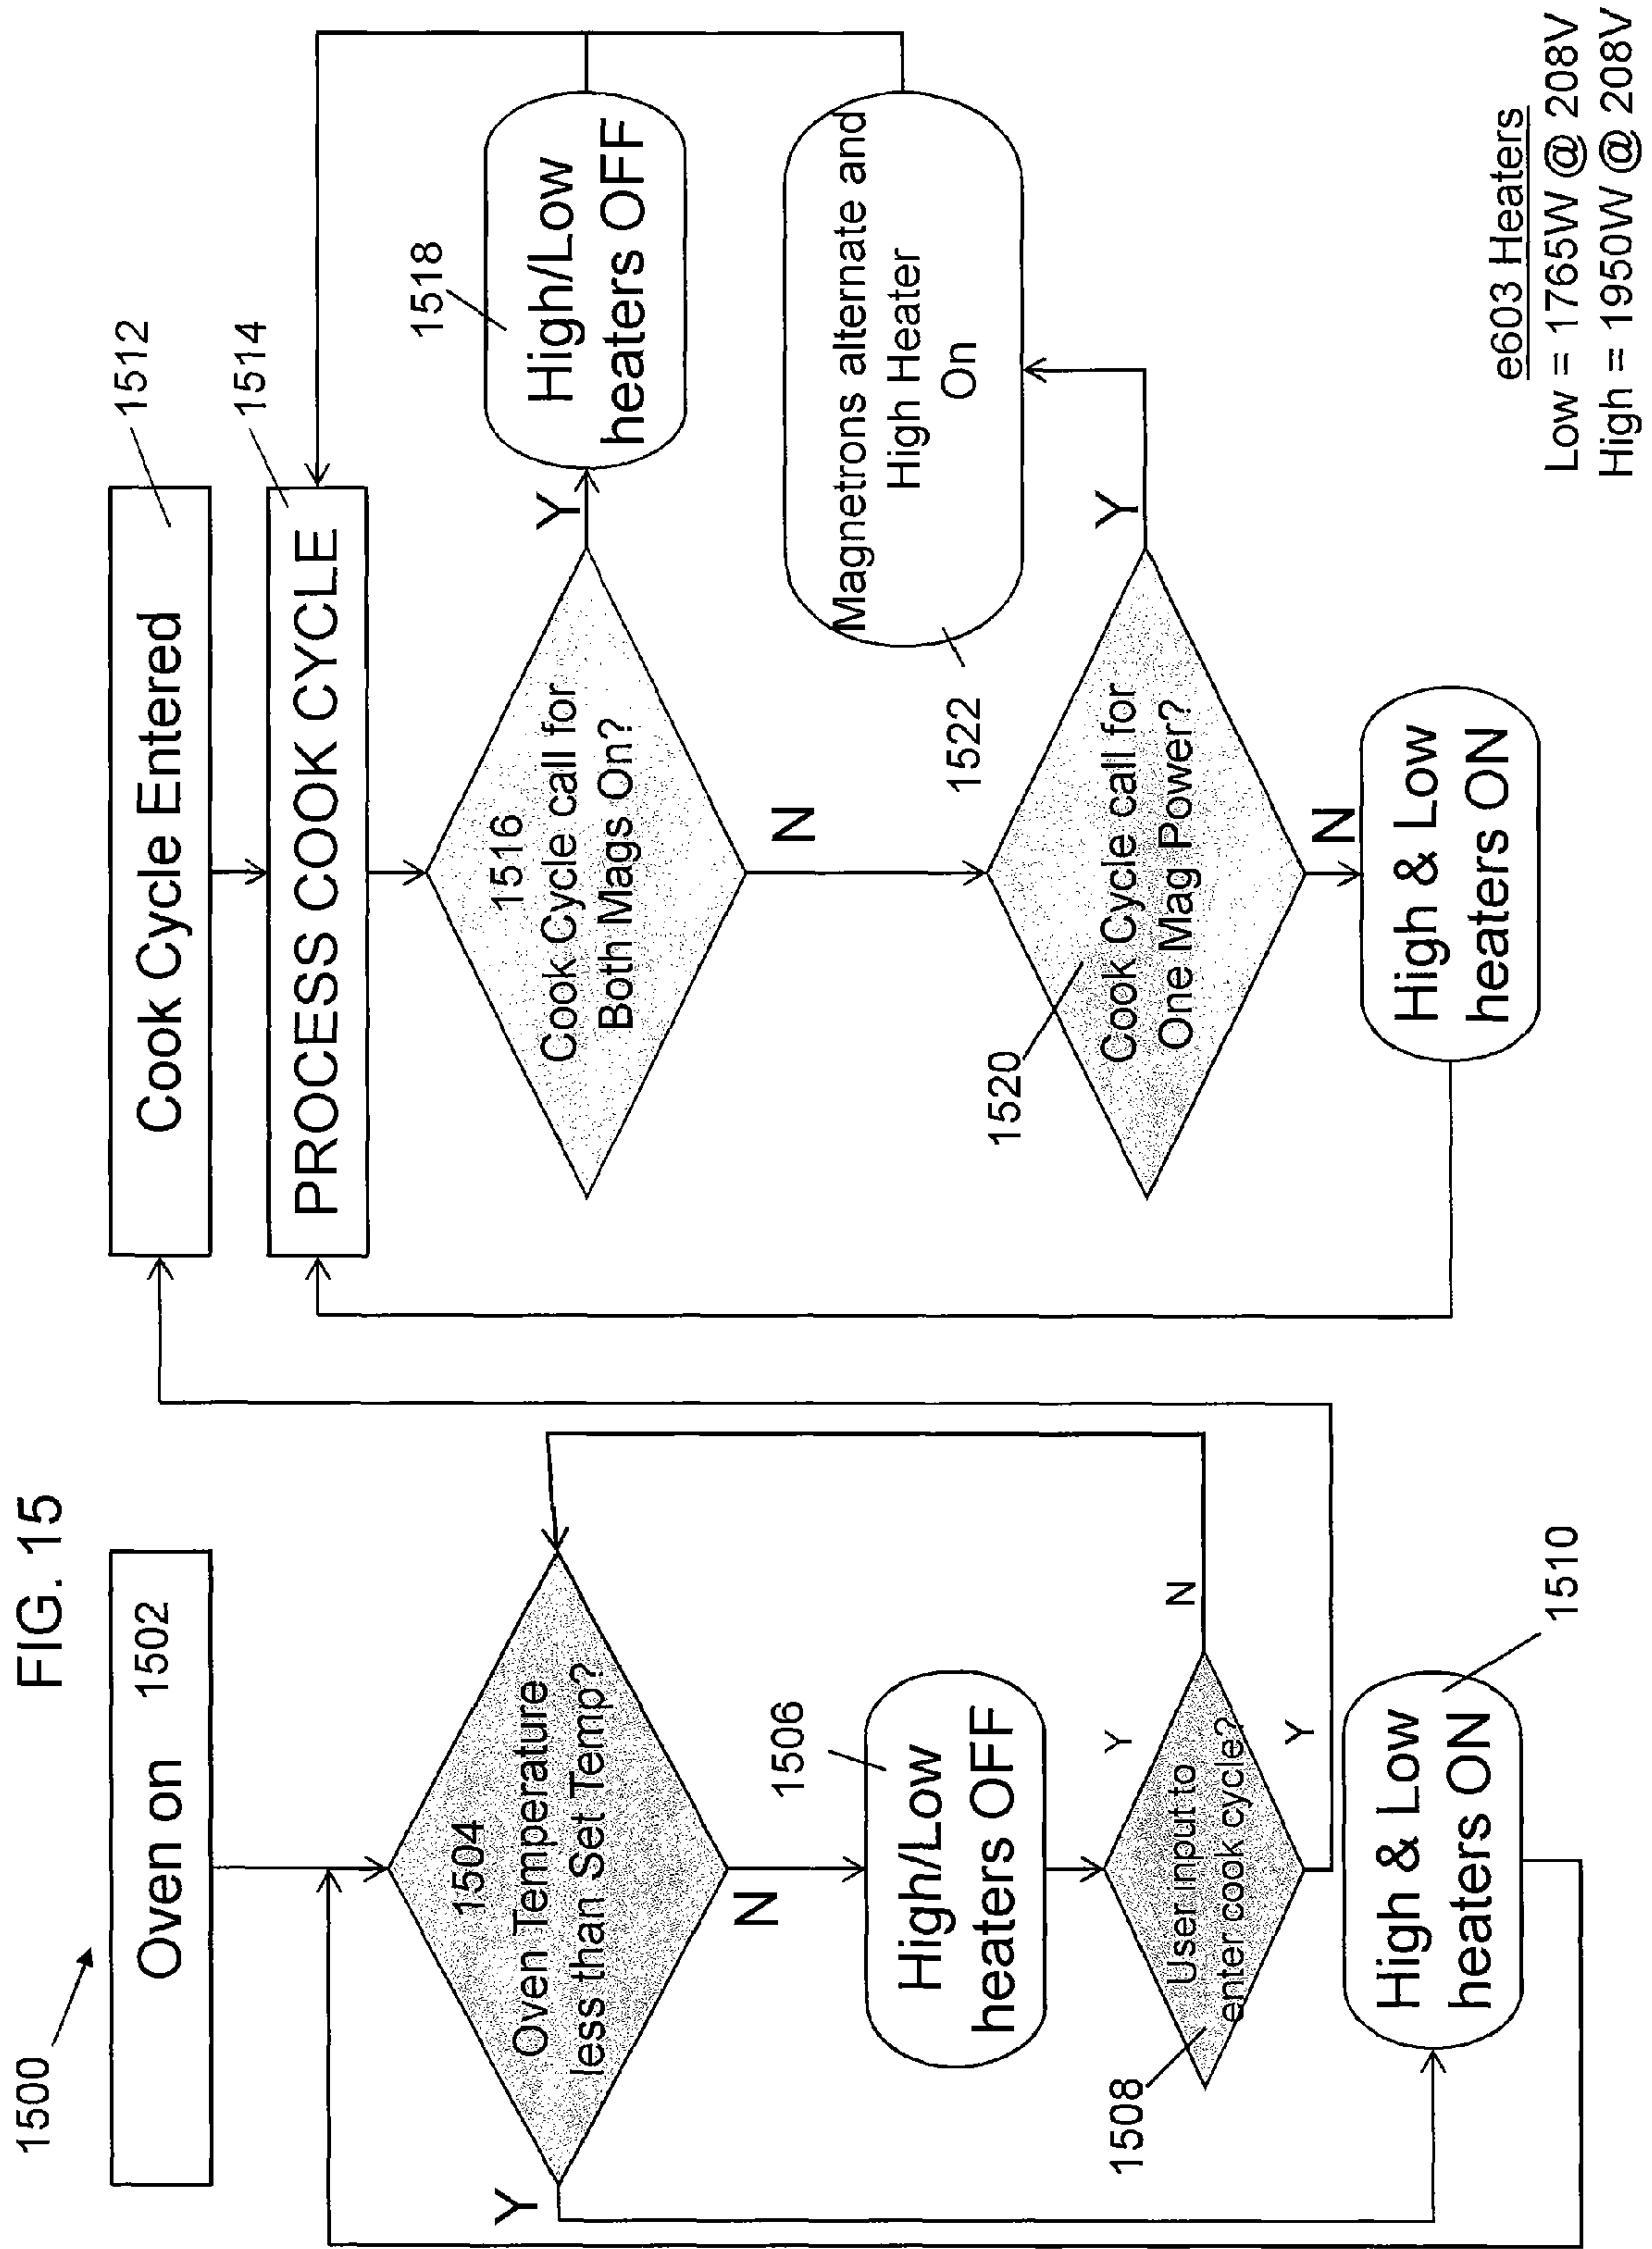 FIG. 15
1500
Oven on
1502
1504
Oven Temperature
less than Set Temp?
Y
N
1506
High/Low
heaters OFF
Y
N
1508
User input to
enter cook cycle?
Y
High & Low
heaters ON
1510
Cook Cycle Entered
1512
PROCESS COOK CYCLE
1514
1516
Cook Cycle call for
Both Mags On?
Y
1518
High/Low
heaters OFF
N
1520
Cook Cycle call for
One Mag Power?
Y
1522
Magnetrons alternate and
High Heater
On
N
High & Low
heaters ON
e603 Heaters
Low = 1765W @ 208V
High = 1950W @ 208V